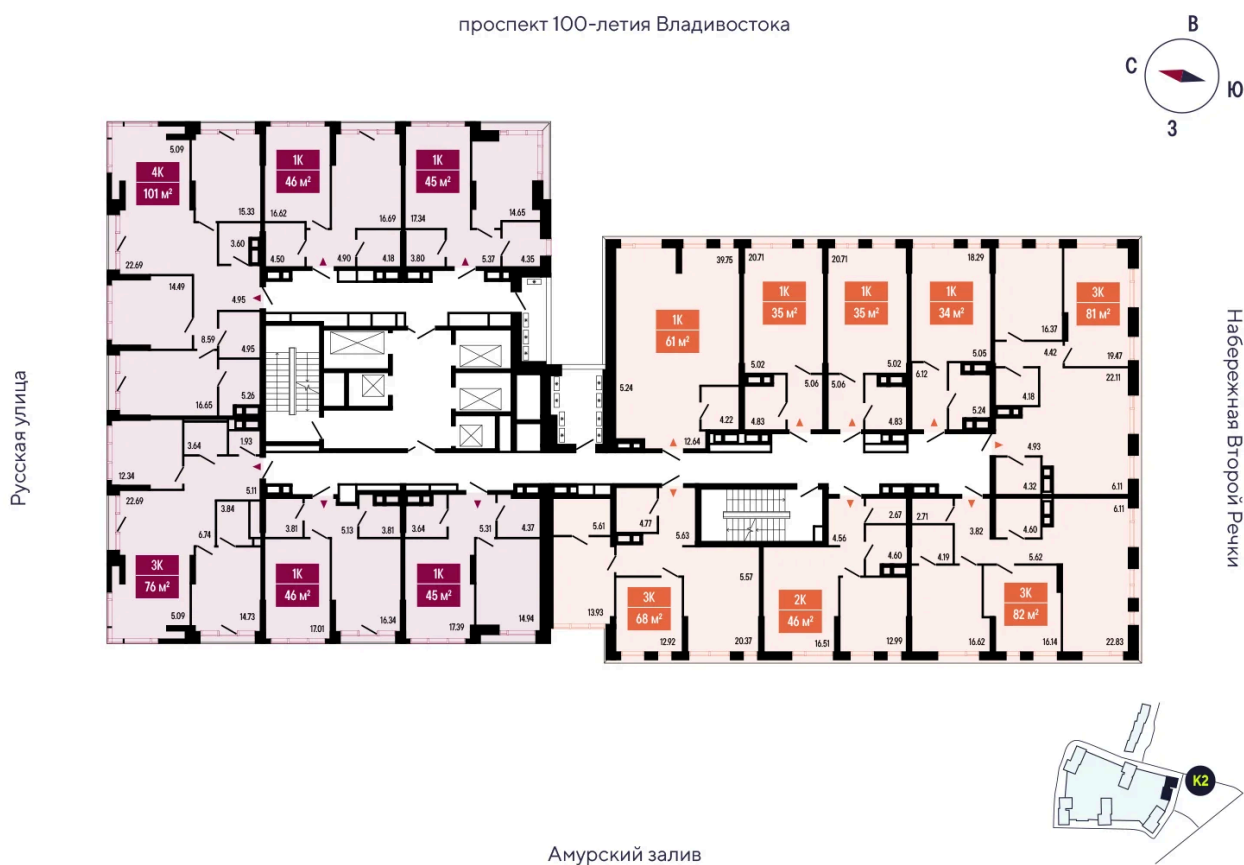 проспект 100-летия Владивостока
В
С
Ю
З
5.09
4К
101 м²
15.33
3.60
22.69
14.49
4.95
8.59
4.95
16.65
5.26
1К
46 м²
16.62
16.69
4.50
4.90
4.18
1К
45 м²
17.34
14.65
3.80
5.37
4.35
39.75
1К
61 м²
5.24
4.22
12.64
20.71
1К
35 м²
5.02
5.06
4.83
20.71
1К
35 м²
5.02
5.06
4.83
18.29
1К
34 м²
5.05
6.12
5.24
3К
81 м²
16.37
4.42
19.47
22.11
4.18
4.93
4.32
6.11
Русская улица
Набережная Второй Речки
3.64
1.93
12.34
22.69
5.11
3.84
6.74
3К
76 м²
5.09
14.73
3.81
5.13
3.81
1К
46 м²
17.01
16.34
3.64
5.31
4.37
1К
45 м²
17.39
14.94
5.61
4.77
5.63
5.57
13.93
3К
68 м²
12.92
20.37
2.67
4.56
4.60
2К
46 м²
16.51
12.99
2.71
3.82
4.60
6.11
4.19
5.62
3К
82 м²
16.62
16.14
22.83
К2
Амурский залив